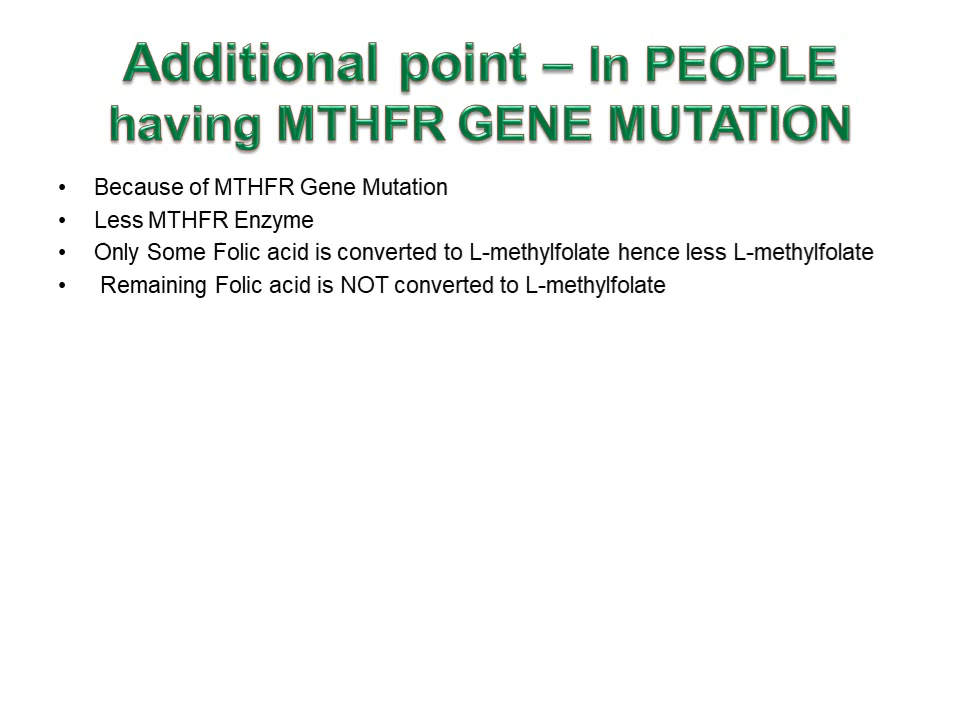 Additional point – In PEOPLE
having MTHFR GENE MUTATION
• Because of MTHFR Gene Mutation
• Less MTHFR Enzyme
• Only Some Folic acid is converted to L-methylfolate hence less L-methylfolate
• Remaining Folic acid is NOT converted to L-methylfolate